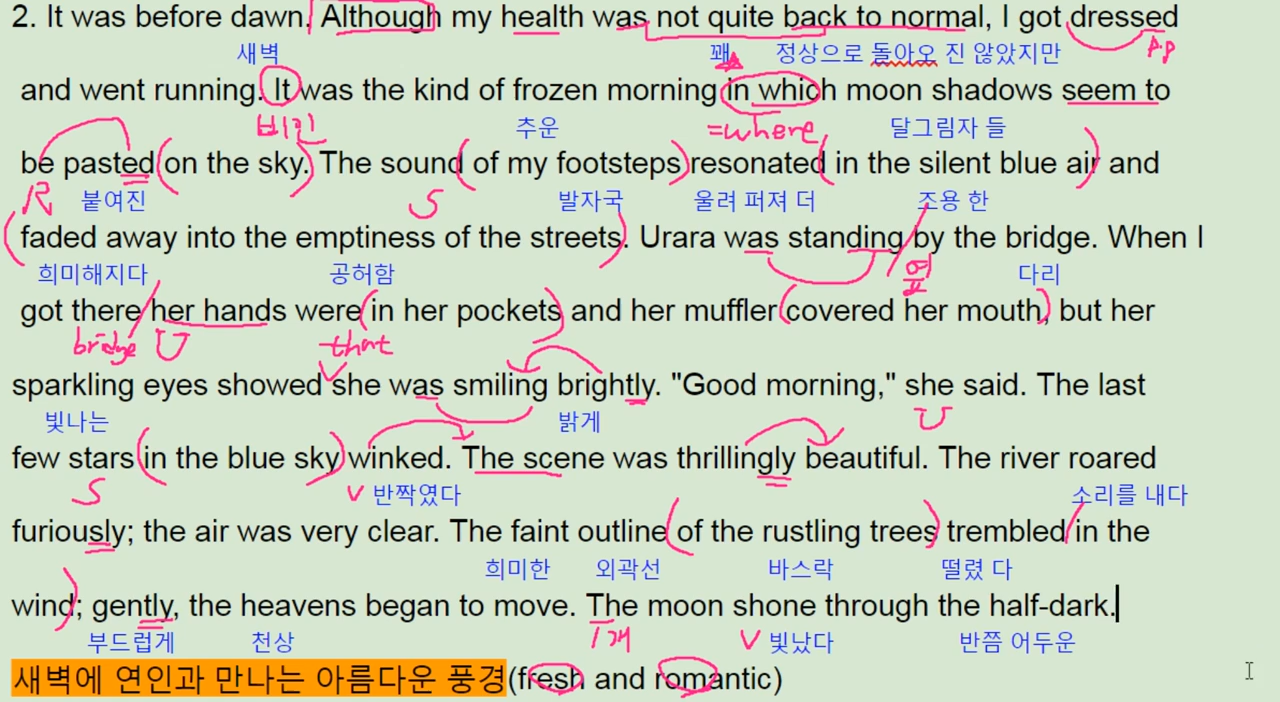 2. It was before dawn. Although my health was not quite back to normal, I got dressed
새벽 꽤 정상으로 돌아오 진 않았지만 p.p
and went running. It was the kind of frozen morning in which moon shadows seem to
비인 추운 =where 달그림자 들
be pasted on the sky. The sound of my footsteps resonated in the silent blue air and
붙여진 S 발자국 울려 퍼져 더 조용 한
faded away into the emptiness of the streets. Urara was standing by the bridge. When I
희미해지다 공허함 옆 다리
got there her hands were in her pockets and her muffler covered her mouth, but her
bridge that
sparkling eyes showed she was smiling brightly. "Good morning," she said. The last
빛나는 밝게
few stars in the blue sky winked. The scene was thrillingly beautiful. The river roared
S V 반짝였다 소리를 내다
furiously; the air was very clear. The faint outline of the rustling trees trembled in the
희미한 외곽선 바스락 떨렸 다
wind; gently, the heavens began to move. The moon shone through the half-dark.
부드럽게 천상 1개 V 빛났다 반쯤 어두운
새벽에 연인과 만나는 아름다운 풍경(fresh and romantic)